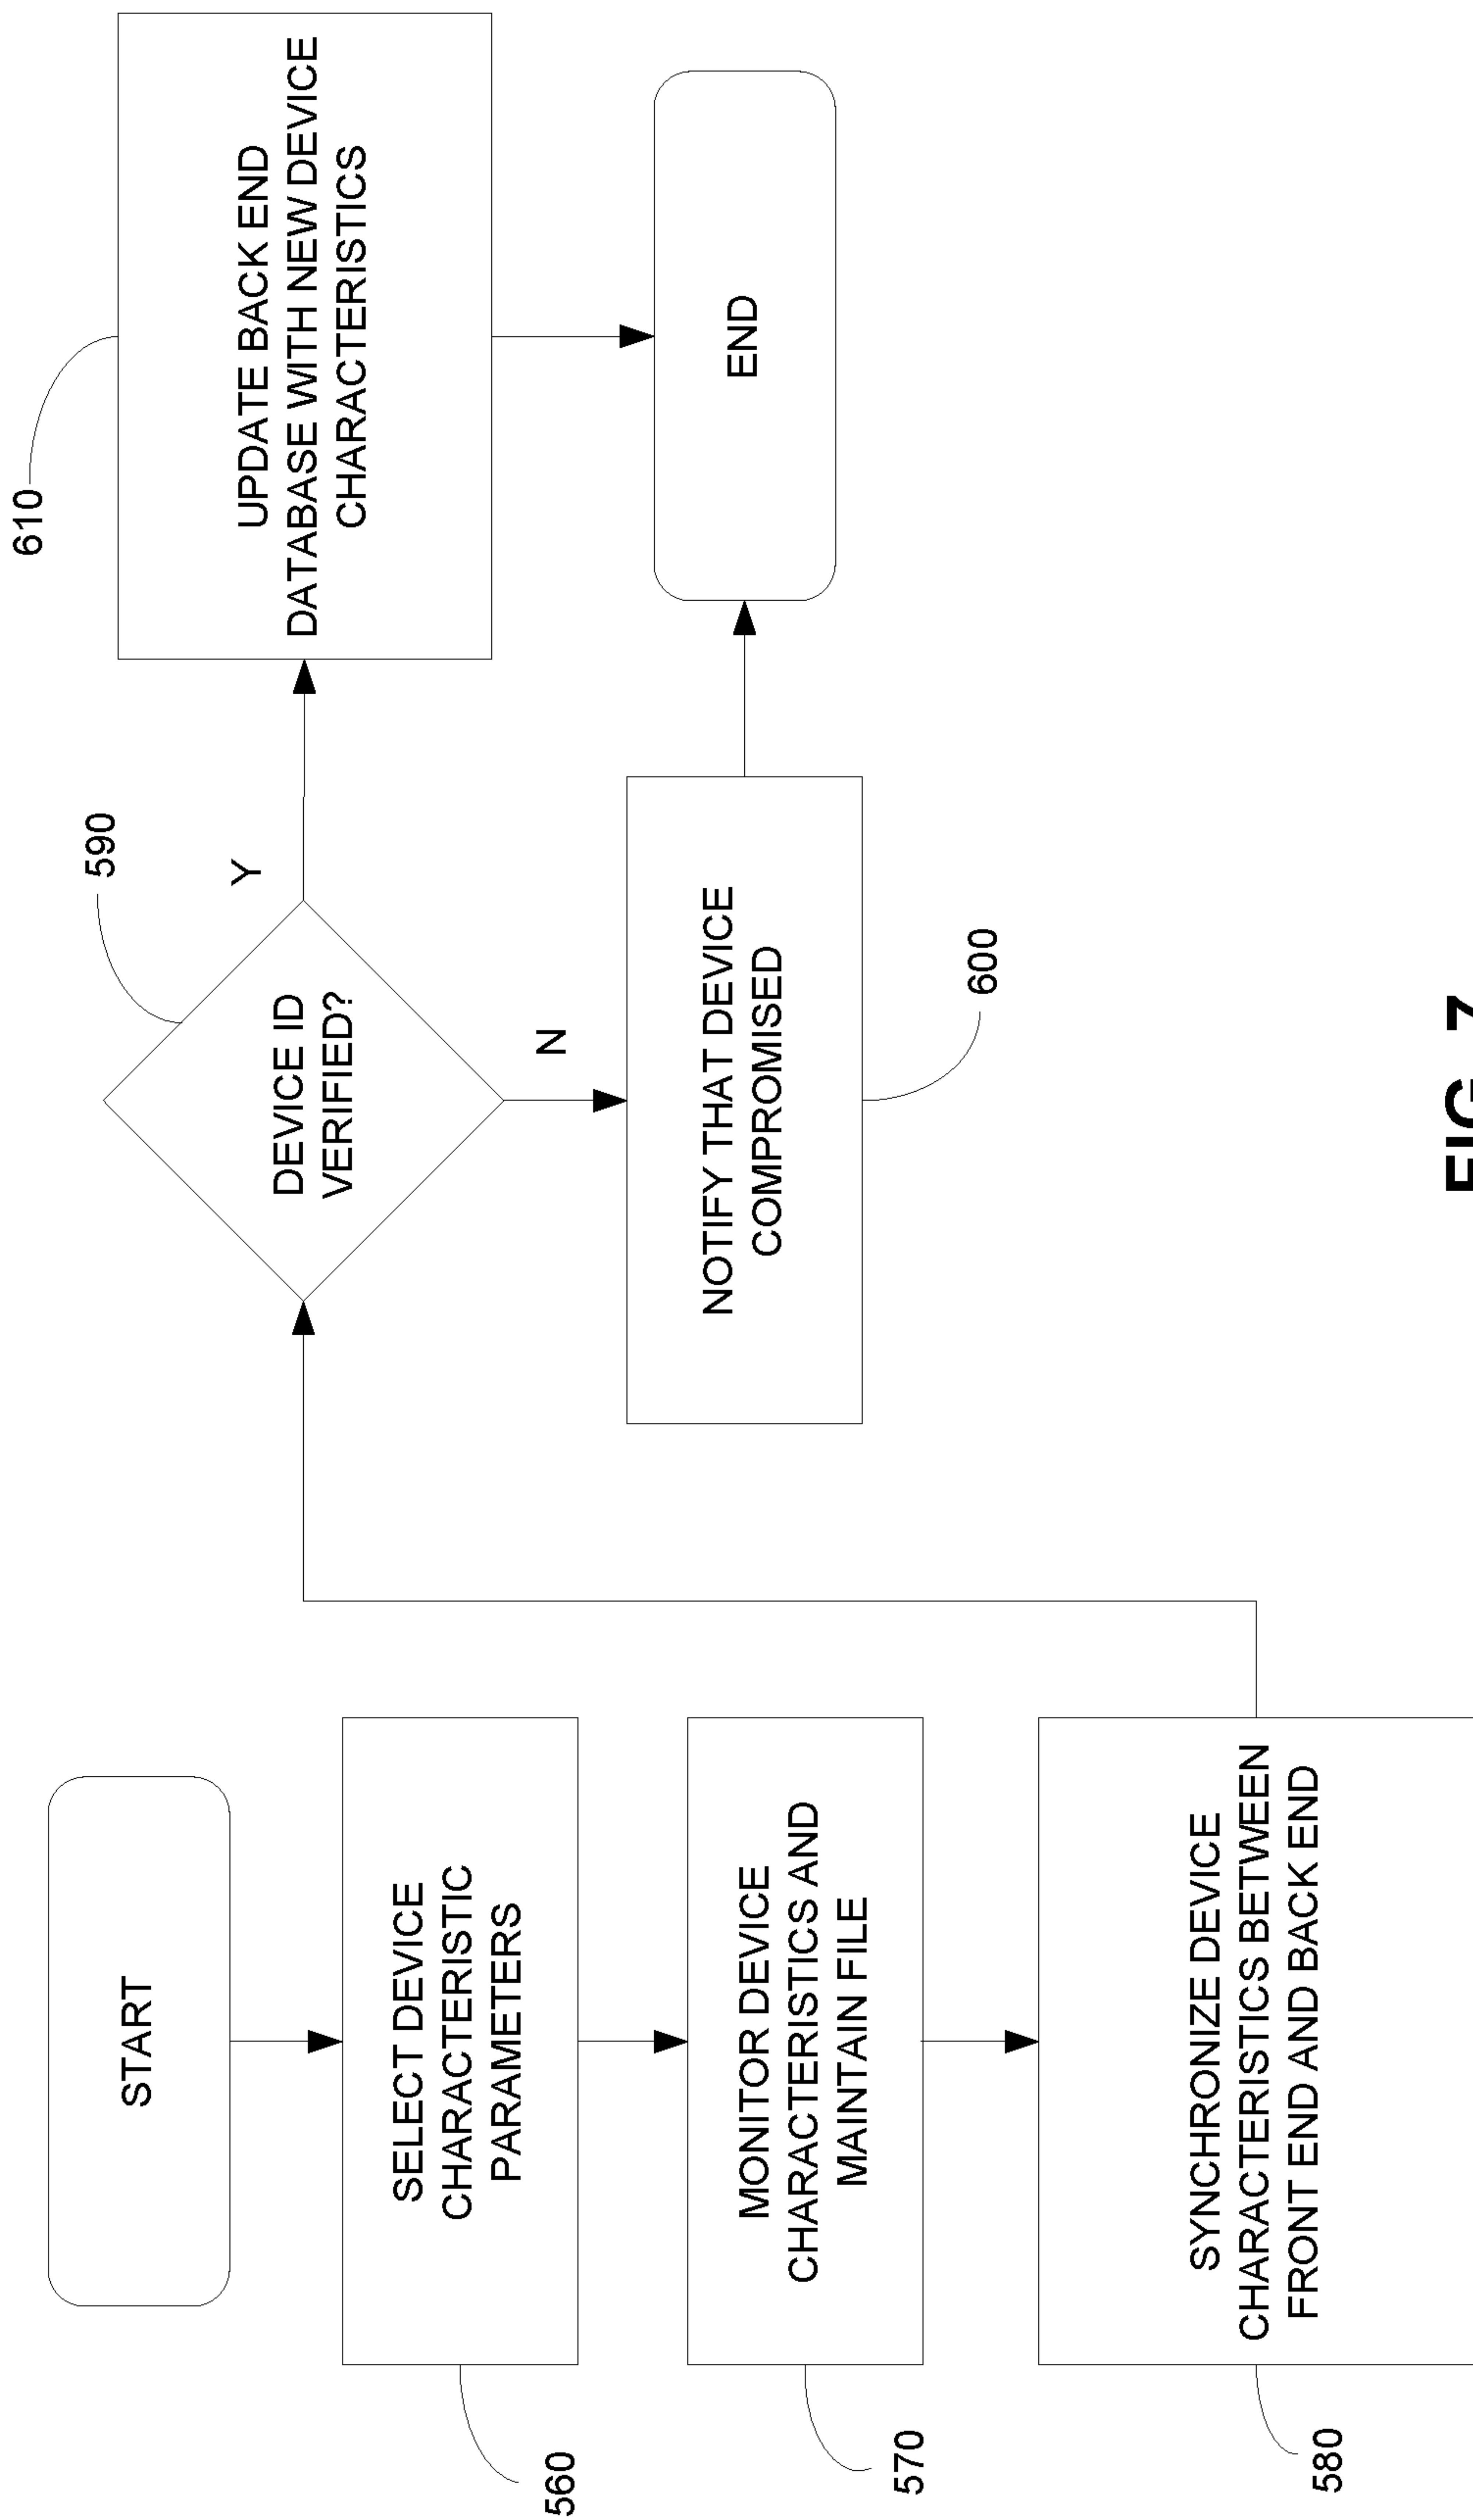 START
SELECT DEVICE
CHARACTERISTIC
PARAMETERS
560
MONITOR DEVICE
CHARACTERISTICS AND
MAINTAIN FILE
570
SYNCHRONIZE DEVICE
CHARACTERISTICS BETWEEN
FRONT END AND BACK END
580
DEVICE ID
VERIFIED?
590
Y
N
NOTIFY THAT DEVICE
COMPROMISED
600
UPDATE BACK END
DATABASE WITH NEW DEVICE
CHARACTERISTICS
610
END
FIG. 7